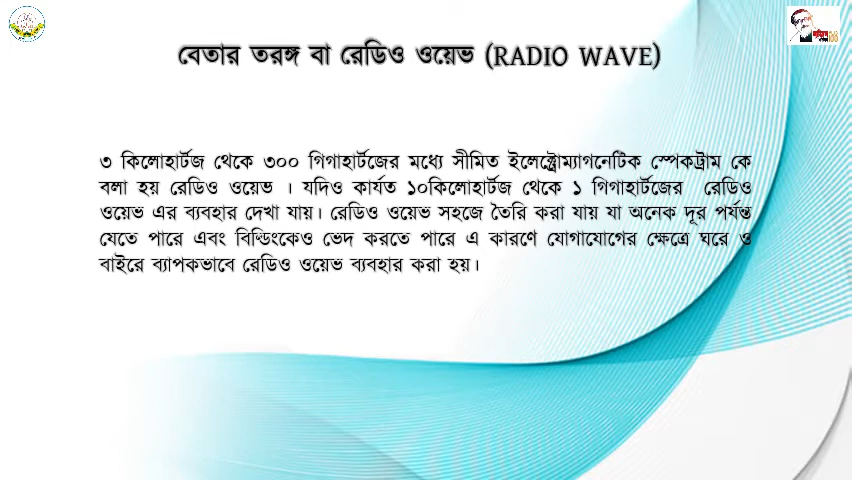 বেতার তরঙ্গ বা রেডিও ওয়েভ (RADIO WAVE)
৩ কিলোহার্টজ থেকে ৩০০ গিগাহার্টজের মধ্যে সীমিত ইলেক্ট্রোম্যাগনেটিক স্পেকট্রাম কে
বলা হয় রেডিও ওয়েভ । যদিও কার্যত ১০কিলোহার্টজ থেকে ১ গিগাহার্টজের রেডিও
ওয়েভ এর ব্যবহার দেখা যায়। রেডিও ওয়েভ সহজে তৈরি করা যায় যা অনেক দূর পর্যন্ত
যেতে পারে এবং বিল্ডিংকেও ভেদ করতে পারে এ কারণে যোগাযোগের ক্ষেত্রে ঘরে ও
বাইরে ব্যাপকভাবে রেডিও ওয়েভ ব্যবহার করা হয়।